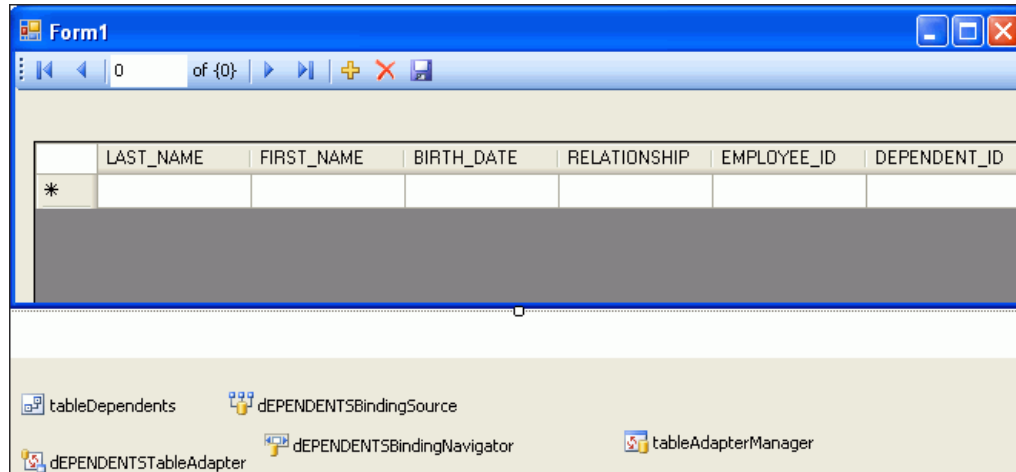 Form1
0 of {0}
LAST_NAME FIRST_NAME BIRTH_DATE RELATIONSHIP EMPLOYEE_ID DEPENDENT_ID
tableDependents dEPENDENTSBindingSource
dEPENDENTSBindingNavigator tableAdapterManager
dEPENDENTSTableAdapter